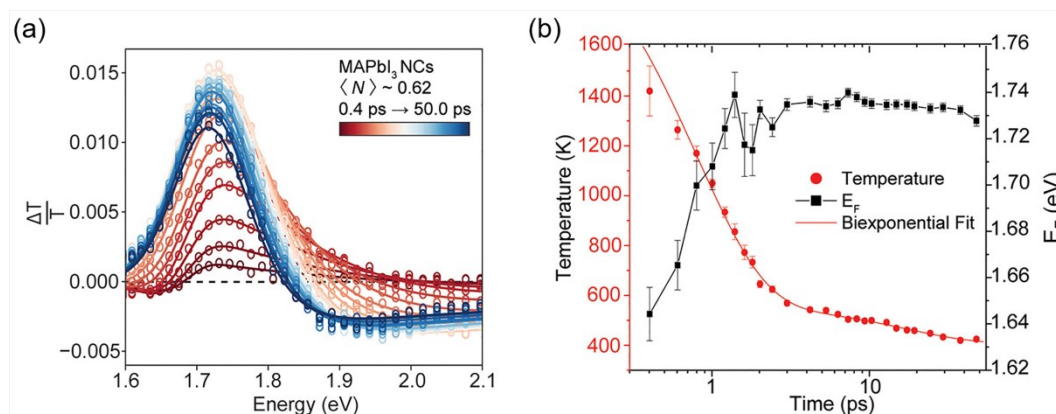 (a)
ΔT
T
0.015
0.010
0.005
0.000
−0.005
MAPbI₃ NCs
⟨N⟩ ~ 0.62
0.4 ps → 50.0 ps
1.6 1.7 1.8 1.9 2.0 2.1
Energy (eV)
(b)
Temperature (K)
1600
1400
1200
1000
800
600
400
Temperature
E_F
Biexponential Fit
1.76
1.74
1.72
1.70
1.68
1.66
1.64
1.62
E_F (eV)
1 10
Time (ps)